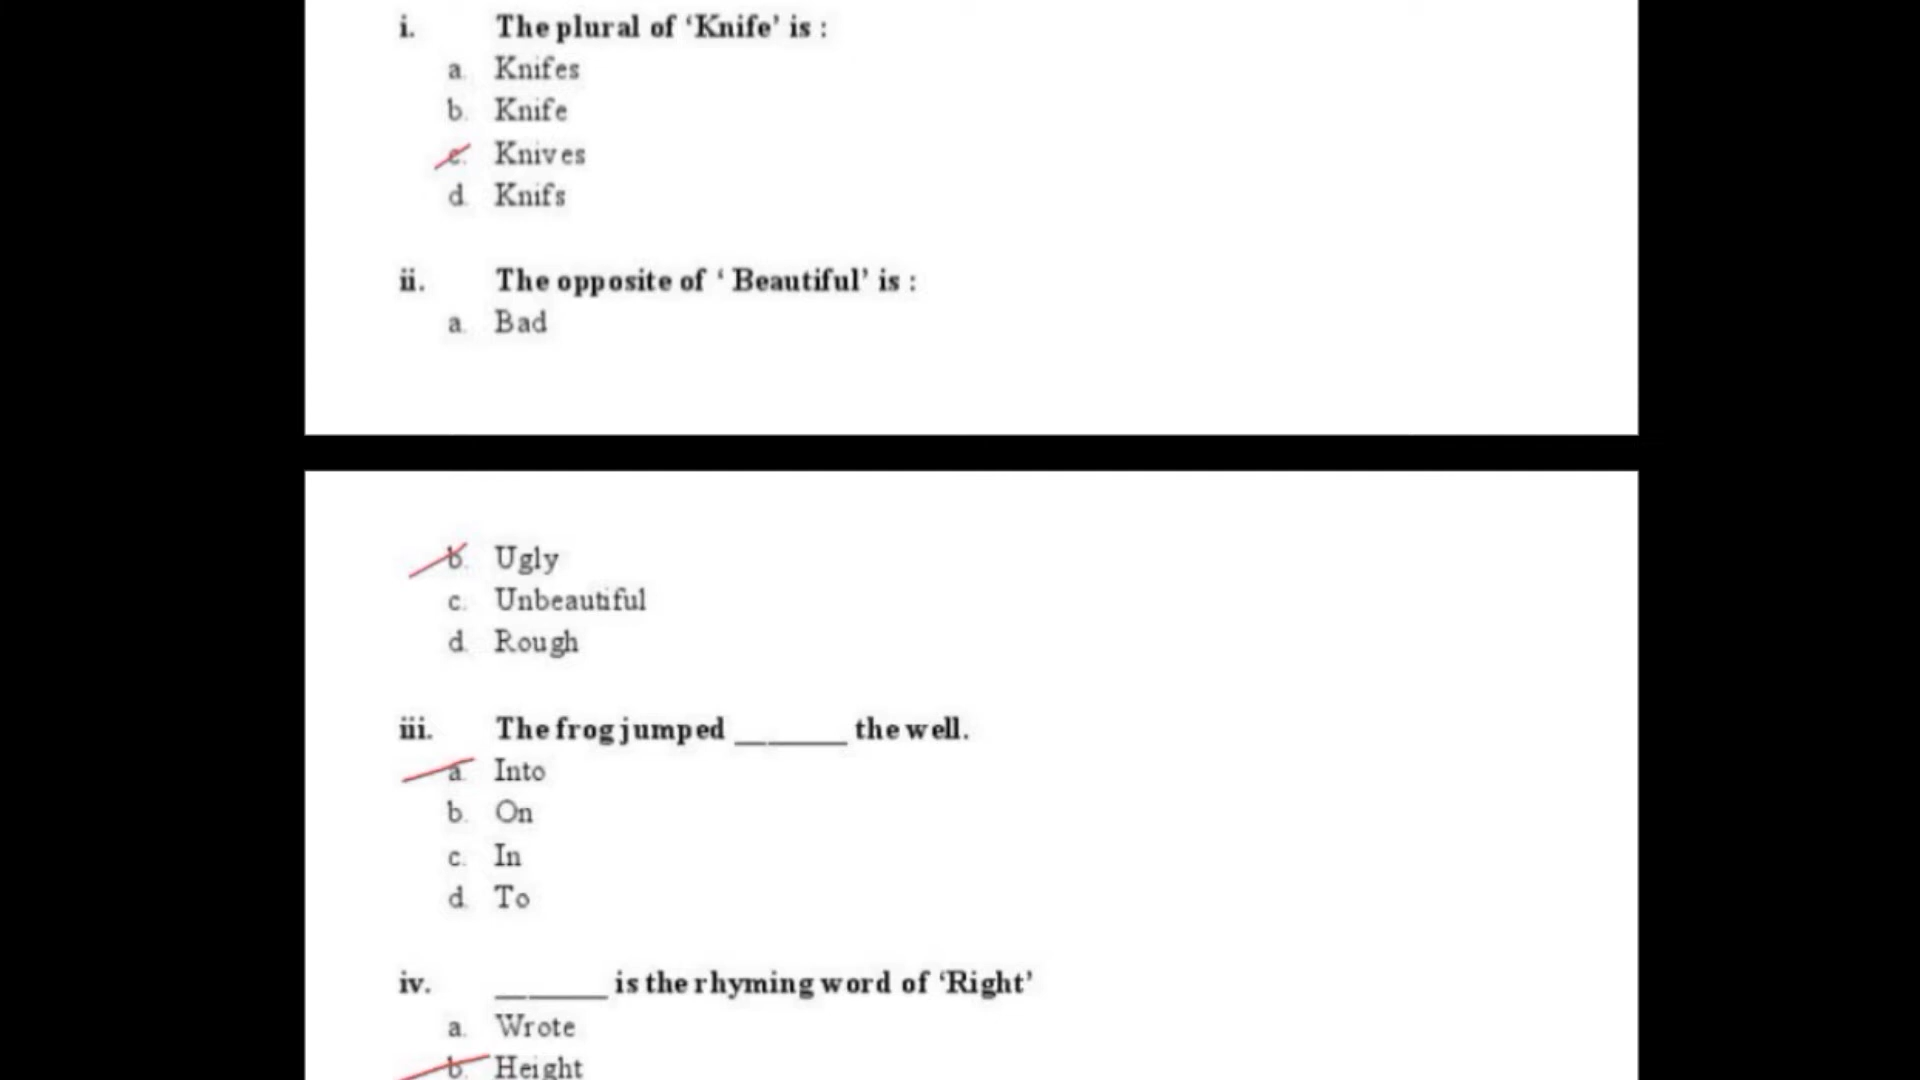 i. The plural of ‘Knife’ is :
a. Knifes
b. Knife
c. Knives
d. Knifs
ii. The opposite of ‘ Beautiful’ is :
a. Bad
b. Ugly
c. Unbeautiful
d. Rough
iii. The frog jumped _______ the well.
a. Into
b. On
c. In
d. To
iv. _______ is the rhyming word of ‘Right’
a. Wrote
b. Height